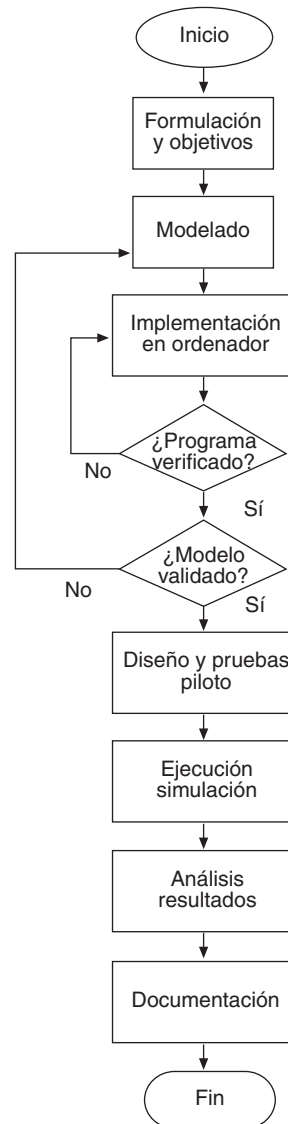 Inicio
Formulación
y objetivos
Modelado
Implementación
en ordenador
¿Programa
verificado?
No
Sí
¿Modelo
validado?
No
Sí
Diseño y pruebas
piloto
Ejecución
simulación
Análisis
resultados
Documentación
Fin